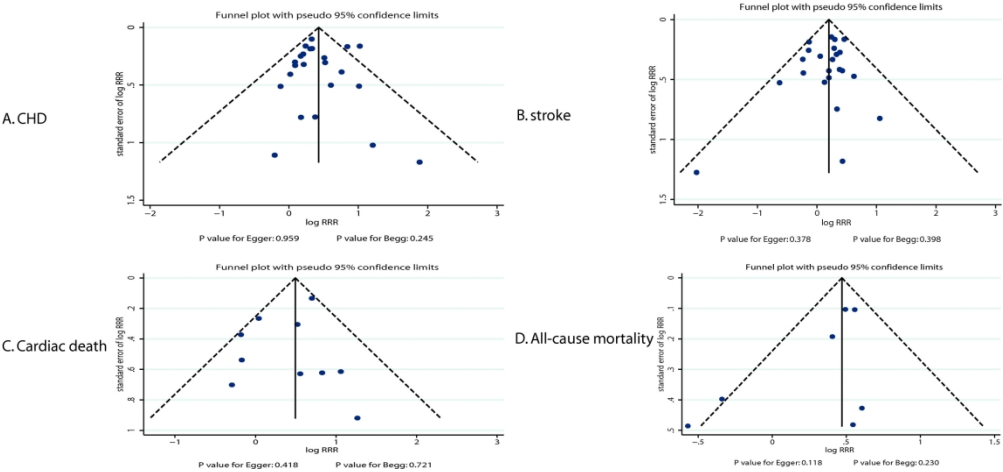 Funnel plot with pseudo 95% confidence limits
A. CHD
standard error of log RRR
0
.5
1
1.5
−2
−1
0
1
2
3
log RRR
P value for Egger: 0.959
P value for Begg: 0.245
Funnel plot with pseudo 95% confidence limits
B. stroke
standard error of log RRR
0
.5
1
1.5
−2
−1
0
1
2
3
log RRR
P value for Egger: 0.378
P value for Begg: 0.398
Funnel plot with pseudo 95% confidence limits
C. Cardiac death
standard error of log RRR
0
.2
.4
.6
.8
1
−1
0
1
2
3
log RRR
P value for Egger: 0.418
P value for Begg: 0.721
Funnel plot with pseudo 95% confidence limits
D. All-cause mortality
standard error of log RRR
0
.1
.2
.3
.4
.5
−.5
0
.5
1
1.5
log RRR
P value for Egger: 0.118
P value for Begg: 0.230